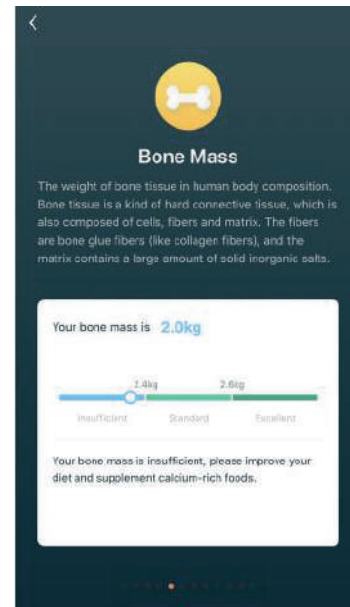 Bone Mass
The weight of bone tissue in human body composition.
Bone tissue is a kind of hard connective tissue, which is
also composed of cells, fibers and matrix. The fibers
are bone glue fibers (like collagen fibers), and the
matrix contains a large amount of solid inorganic salts.
Your bone mass is 2.0kg
2.4kg 2.6kg
Insufficient Standard Excellent
Your bone mass is insufficient, please improve your
diet and supplement calcium-rich foods.